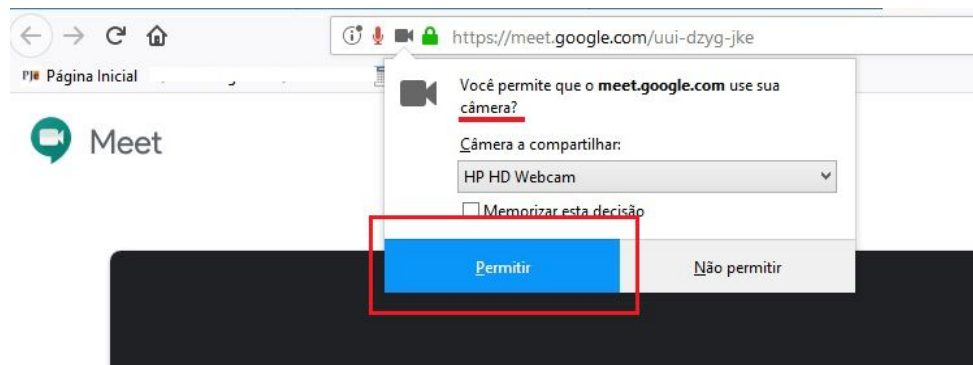 https://meet.google.com/uui-dzyg-jke
PJe Página Inicial
Meet
Você permite que o meet.google.com use sua
câmera?
Câmera a compartilhar:
HP HD Webcam
Memorizar esta decisão
Permitir
Não permitir